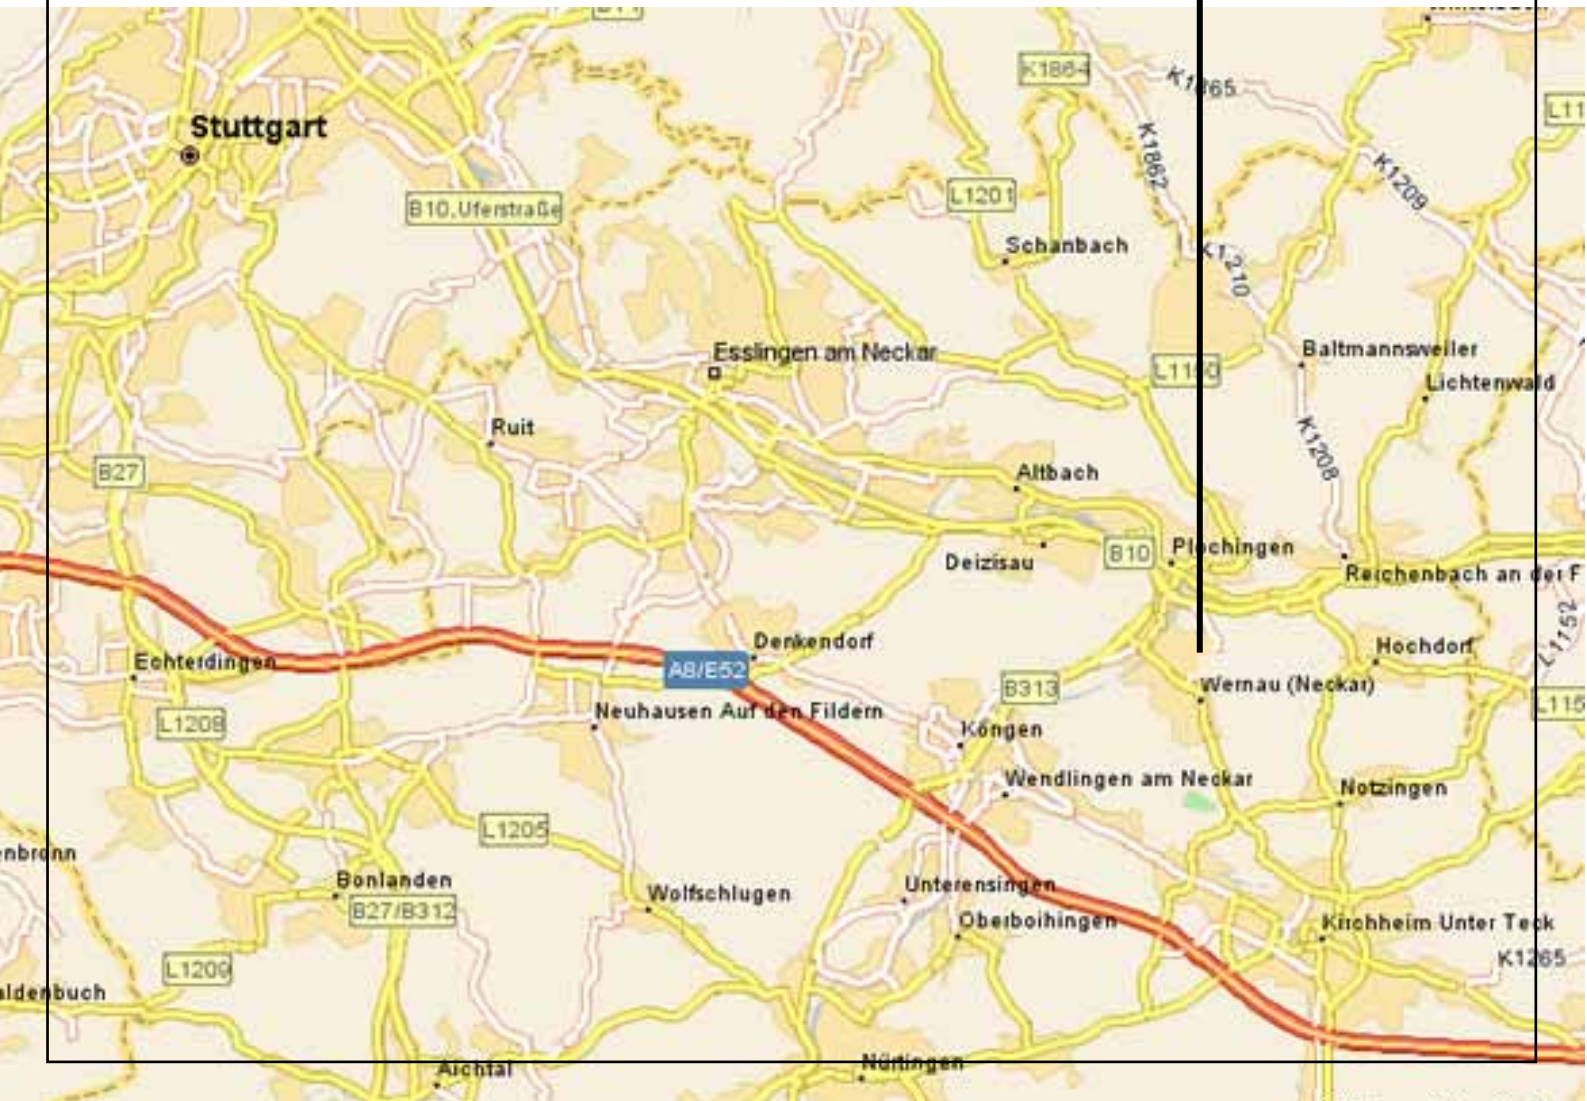 K1864
K1865
L11
Stuttgart
K1862
K1209
B10,Uferstraße
L1201
Schanbach
K1210
Esslingen am Neckar
Baltmannsweiler
L1150
Lichtenwald
Ruit
K1208
B27
Altbach
B10
Plochingen
Deizisau
Reichenbach an der F
L1152
Denkendorf
Hochdorf
Echterdingen
A8/E52
B313
Wernau (Neckar)
L1208
Neuhausen Auf den Fildern
L115
Köngen
Wendlingen am Neckar
Notzingen
L1205
enbronn
Bonlanden
Unterensingen
Wolfschlugen
B27/B312
Oberboihingen
Kirchheim Unter Teck
L1209
K1265
aldenbuch
Aichtal
Nürtingen